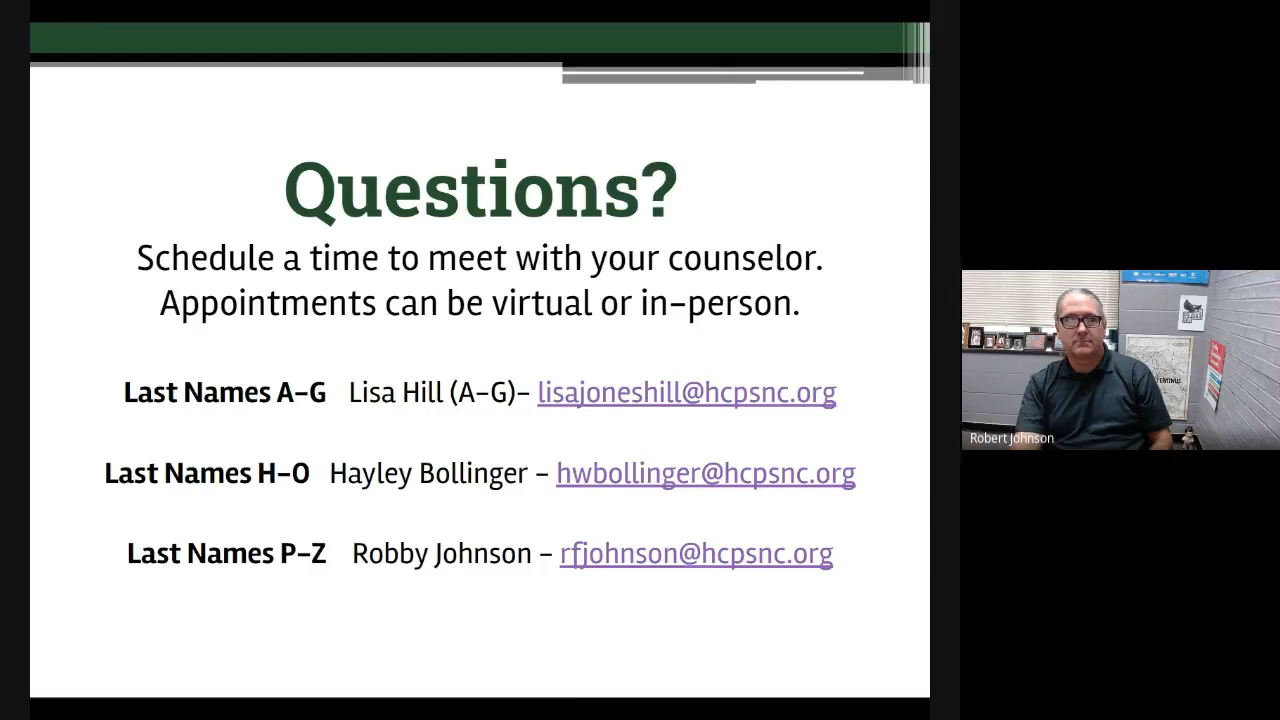 Questions?
Schedule a time to meet with your counselor.
Appointments can be virtual or in-person.
Last Names A-G Lisa Hill (A-G)– lisajoneshill@hcpsnc.org
Last Names H-O Hayley Bollinger – hwbollinger@hcpsnc.org
Last Names P-Z Robby Johnson – rfjohnson@hcpsnc.org
Robert Johnson